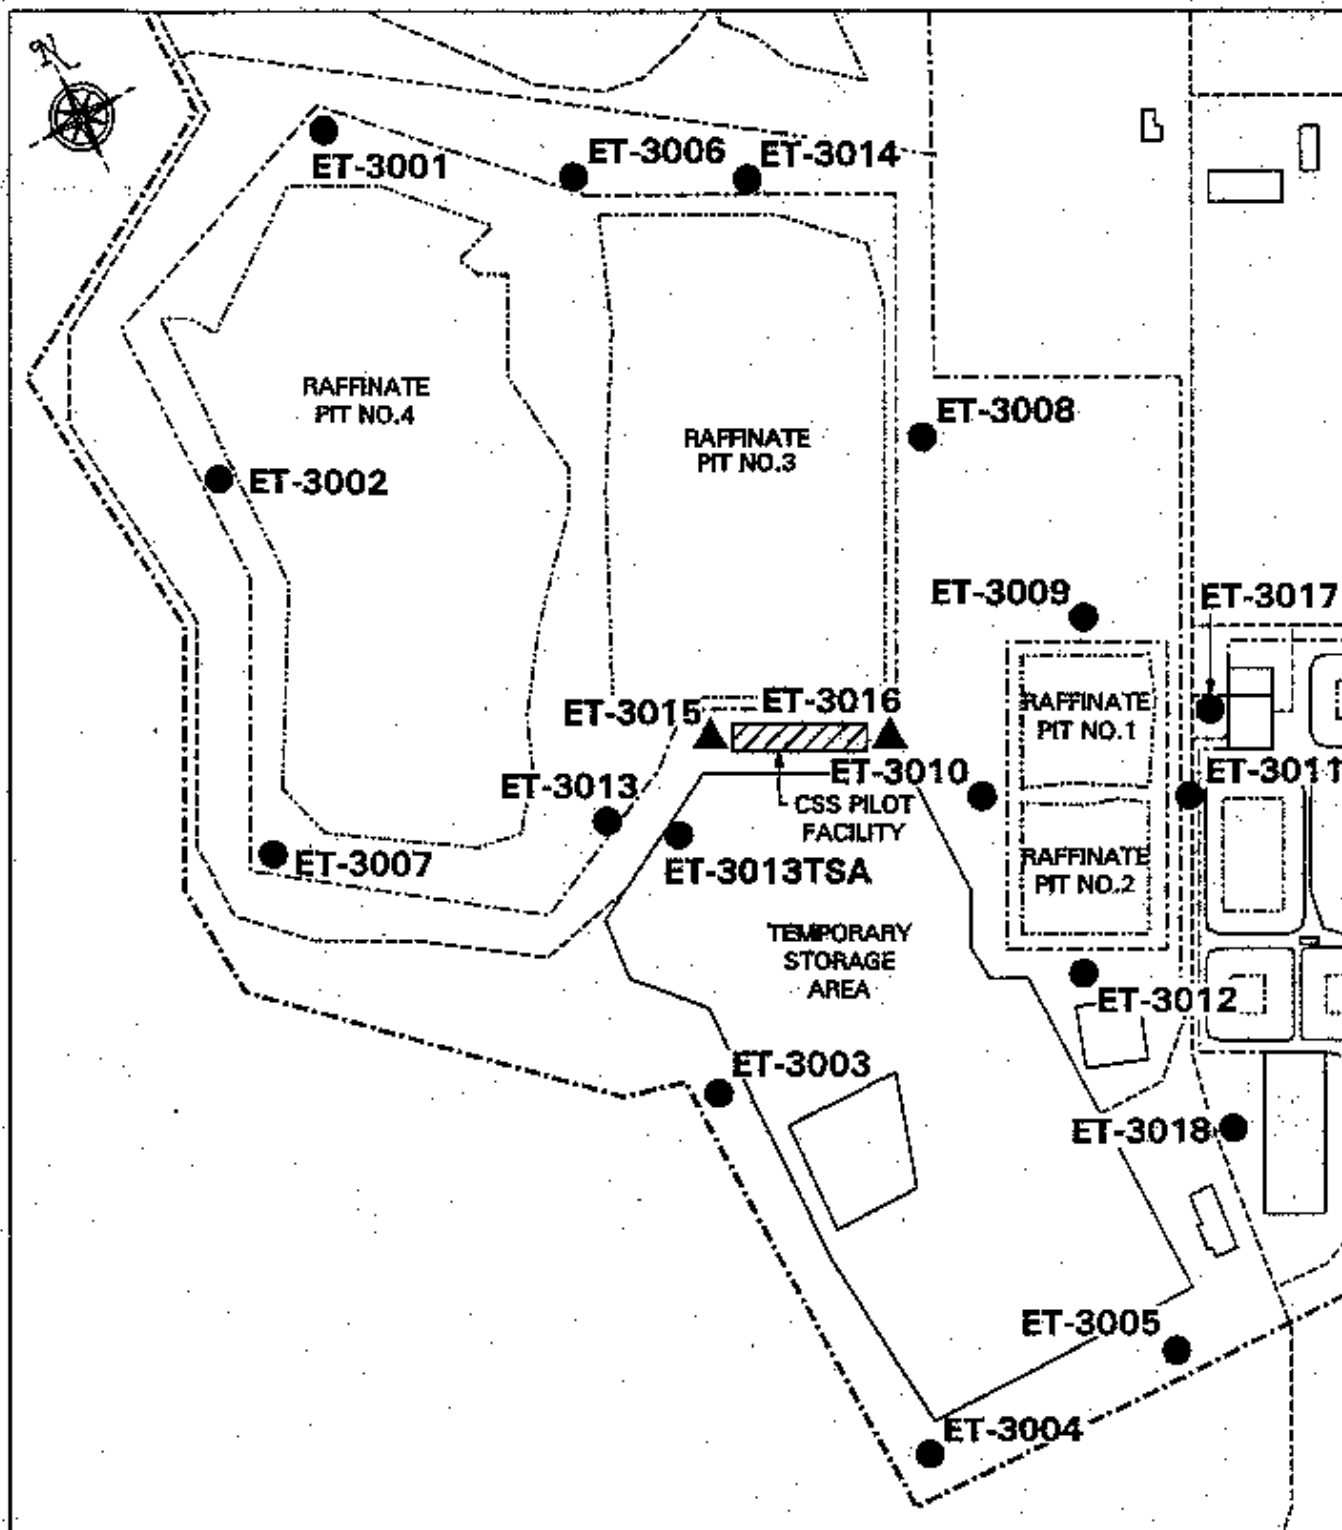 N
ET-3001
ET-3006
ET-3014
RAFFINATE
PIT NO.4
ET-3008
RAFFINATE
PIT NO.3
ET-3002
ET-3009
ET-3017
ET-3015
ET-3016
RAFFINATE
PIT NO.1
ET-3013
ET-3010
ET-3011
CSS PILOT
FACILITY
ET-3007
ET-3013TSA
RAFFINATE
PIT NO.2
TEMPORARY
STORAGE
AREA
ET-3012
ET-3003
ET-3018
ET-3005
ET-3004